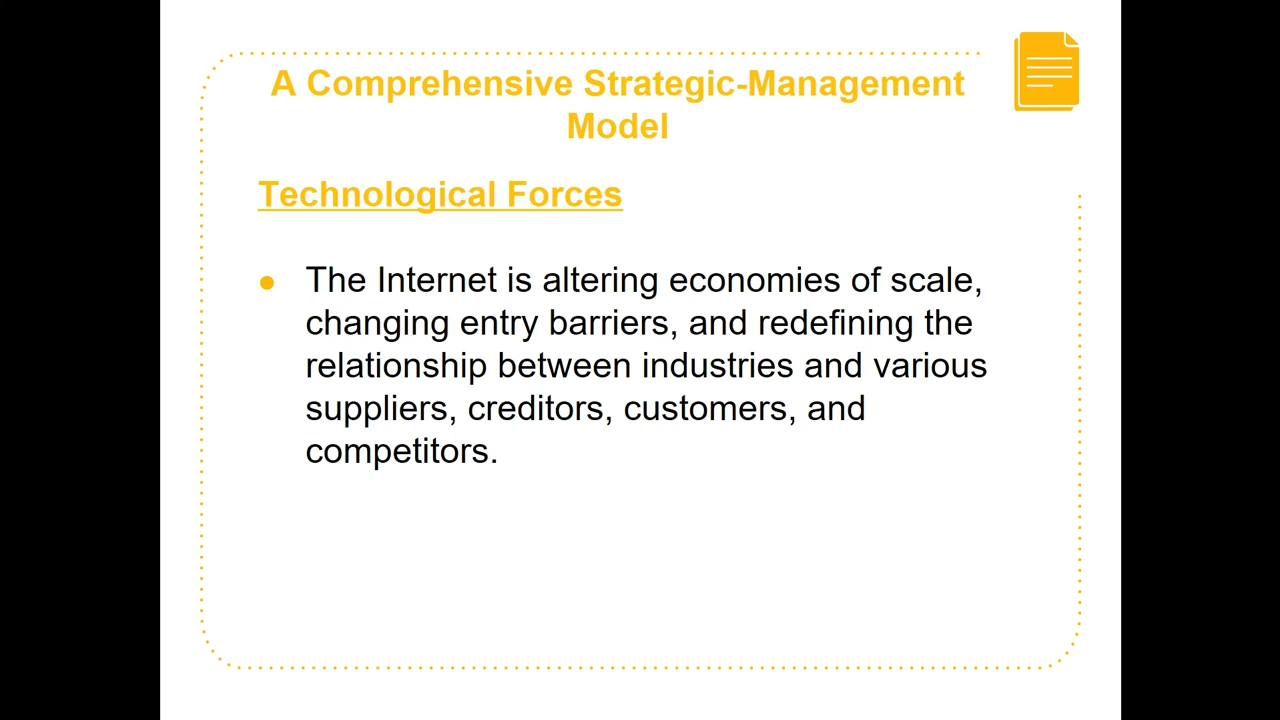 A Comprehensive Strategic-Management
Model
Technological Forces
● The Internet is altering economies of scale,
changing entry barriers, and redefining the
relationship between industries and various
suppliers, creditors, customers, and
competitors.